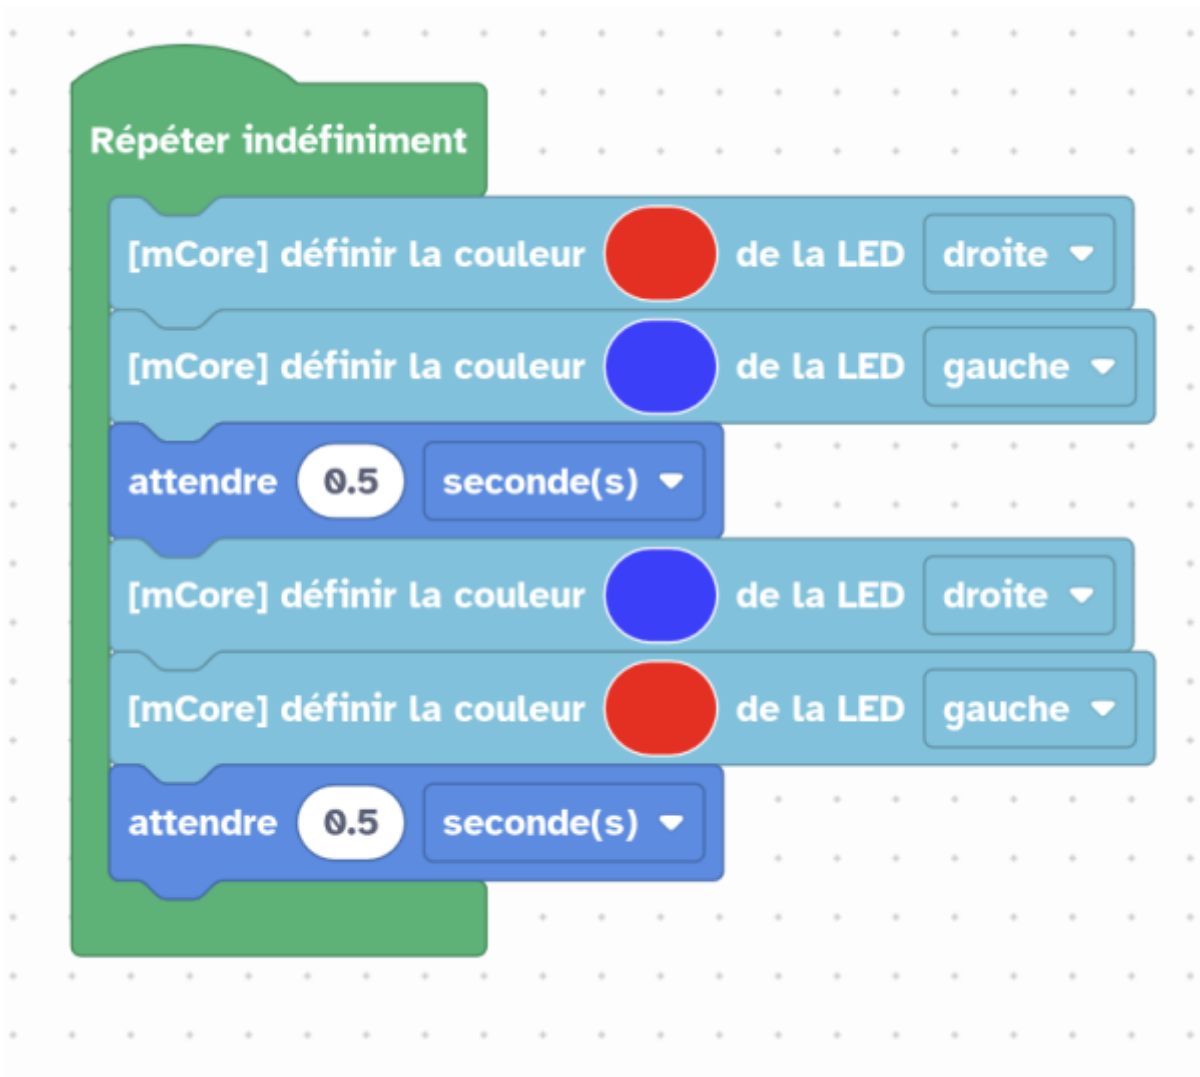 Répéter indéfiniment
[mCore] définir la couleur de la LED droite
[mCore] définir la couleur de la LED gauche
attendre 0.5 seconde(s)
[mCore] définir la couleur de la LED droite
[mCore] définir la couleur de la LED gauche
attendre 0.5 seconde(s)